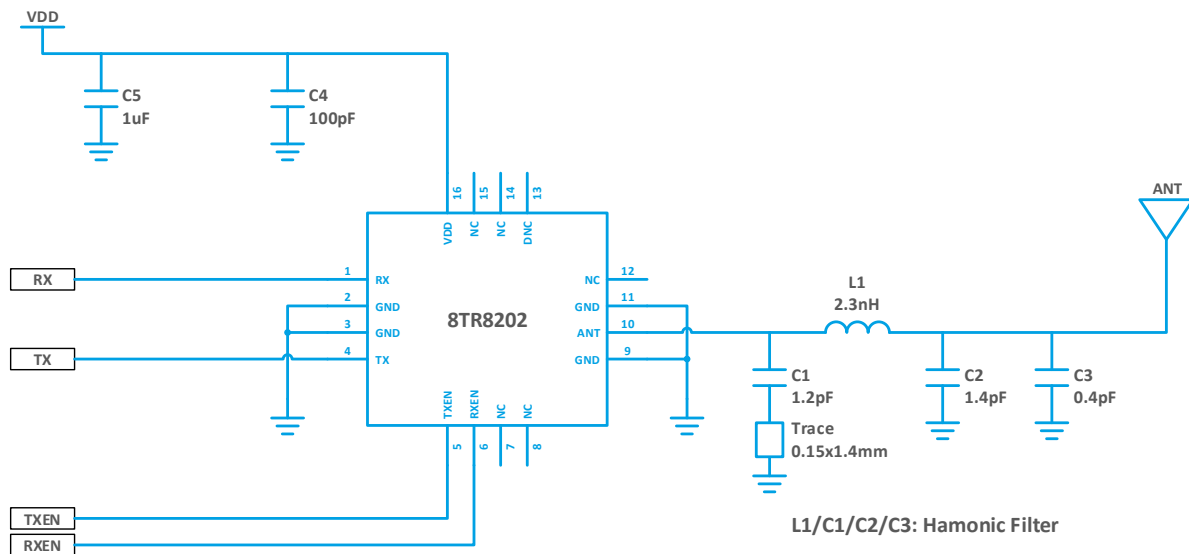 VDD
C5
1uF
C4
100pF
16
15
14
13
VDD
NC
NC
DNC
RX
1
RX
NC
12
2
GND
GND
11
3
GND
8TR8202
ANT
10
TX
4
TX
GND
9
TXEN
RXEN
NC
NC
5
6
7
8
L1
2.3nH
ANT
C1
1.2pF
C2
1.4pF
C3
0.4pF
Trace
0.15x1.4mm
TXEN
RXEN
L1/C1/C2/C3: Hamonic Filter